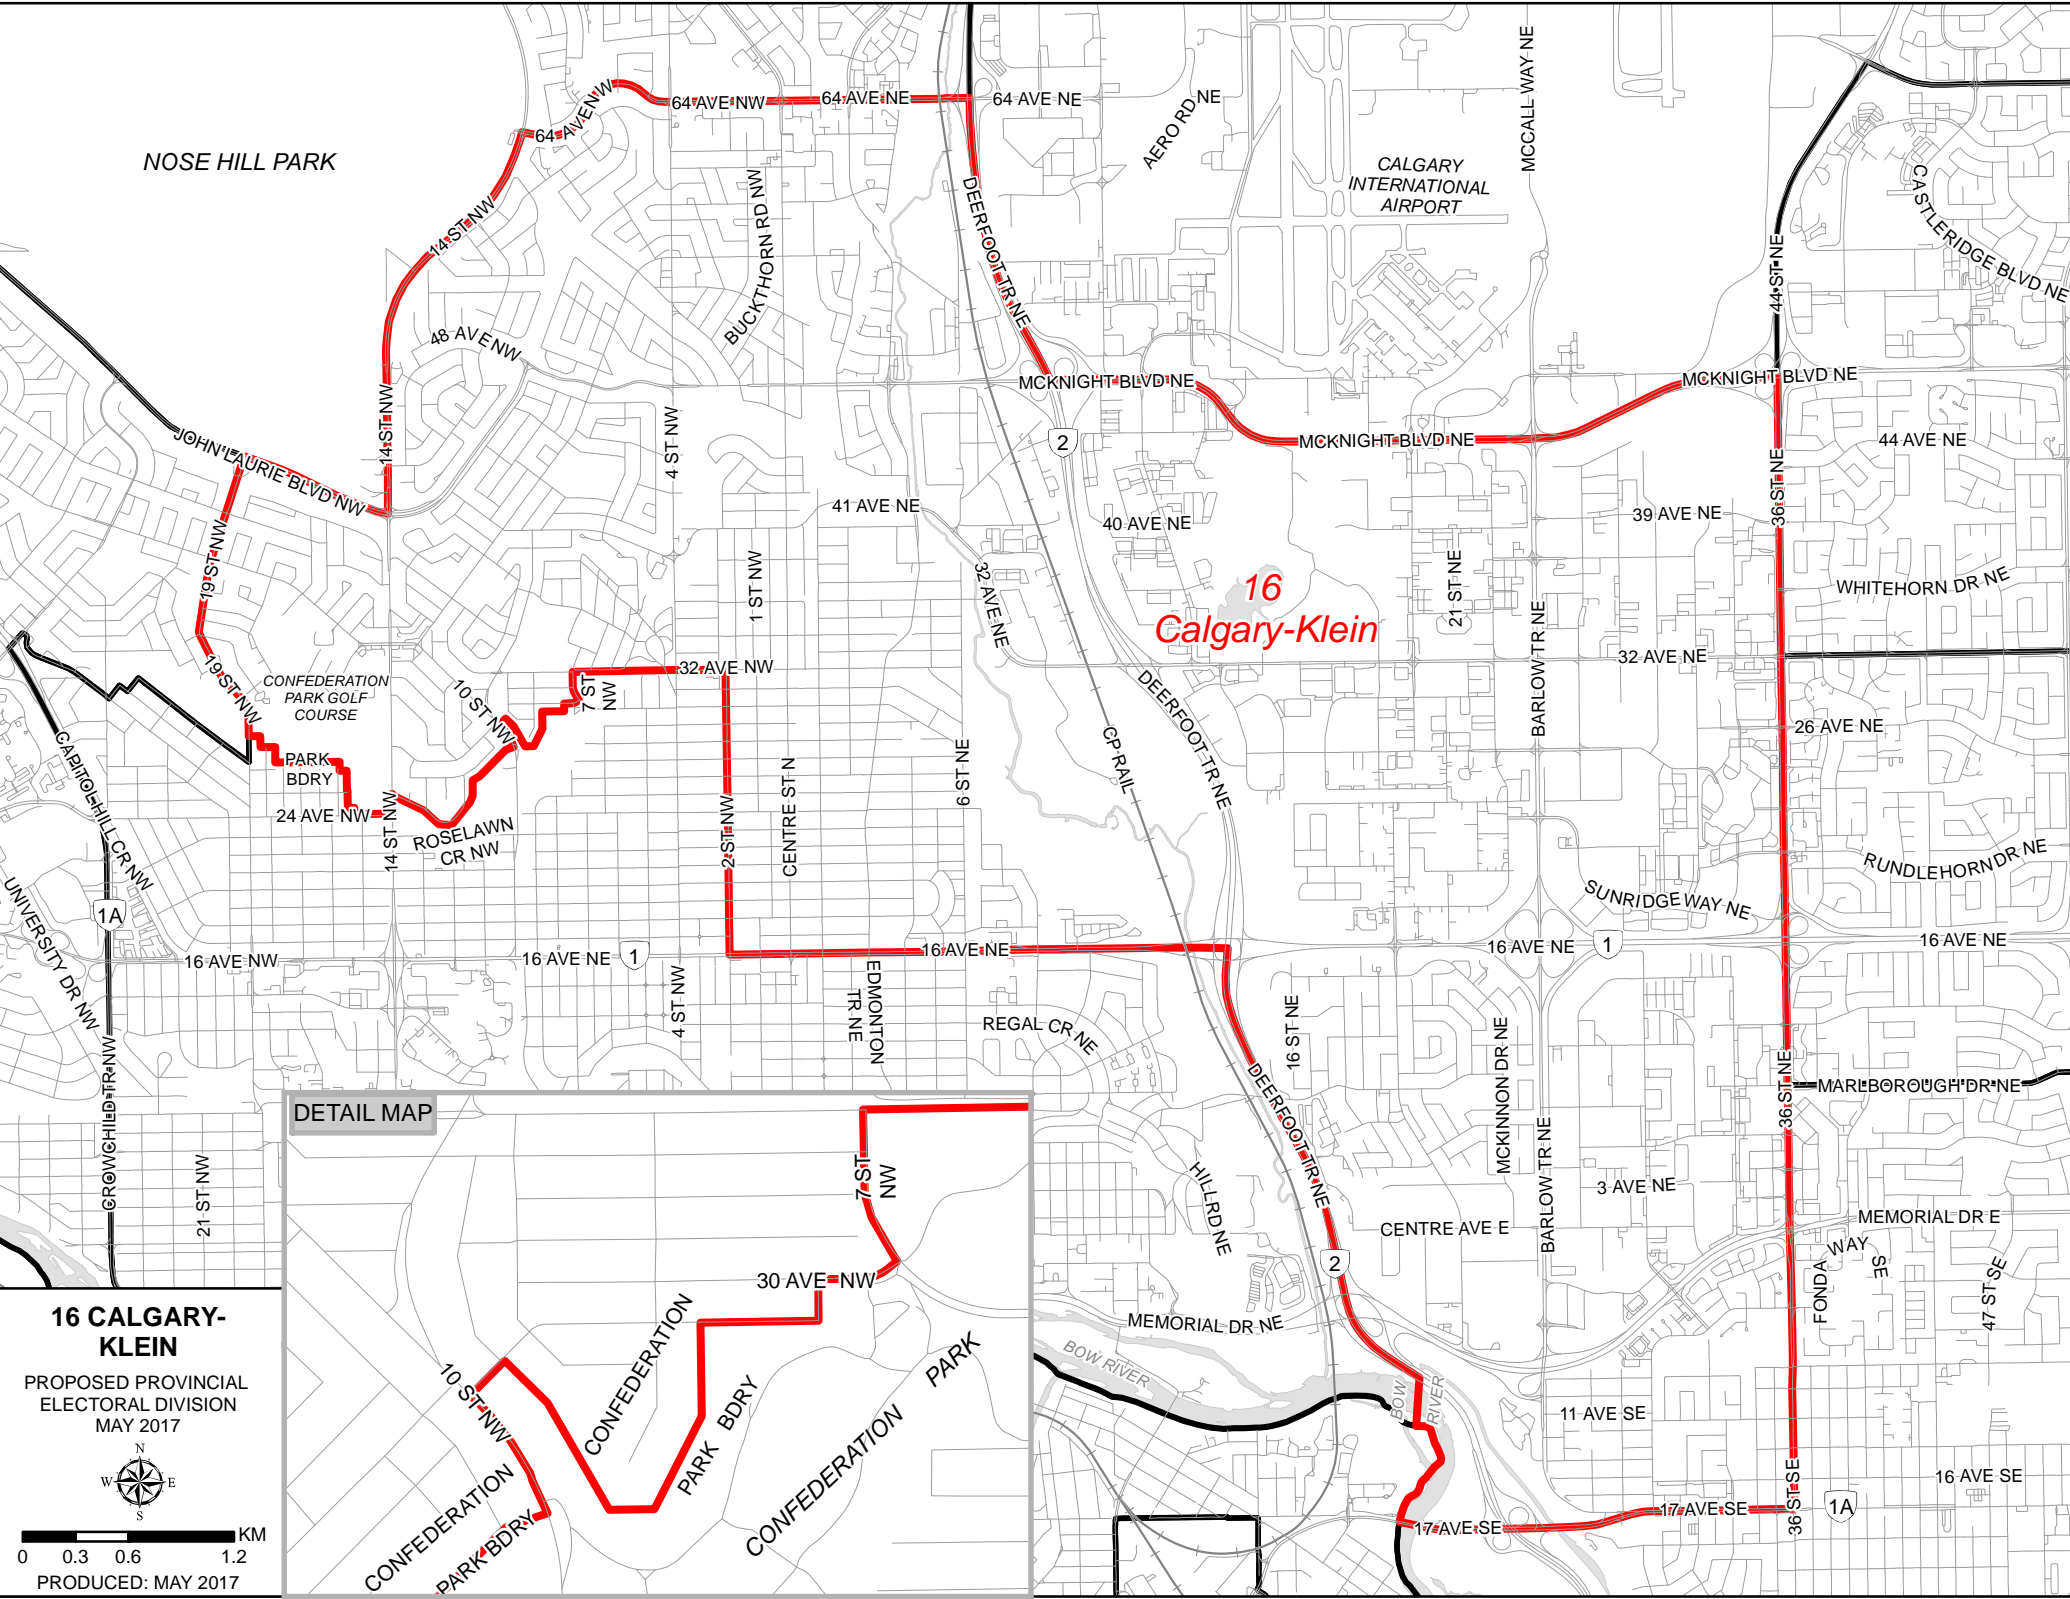 64 AVE NW
64 AVE NW
64 AVE NE
64 AVE NE
AERO RD NE
MCCALL WAY NE
NOSE HILL PARK
CALGARY
INTERNATIONAL
AIRPORT
CASTLERIDGE BLVD NE
14 ST NW
BUCKTHORN RD NW
DEERFOOT TR NE
44 ST NE
48 AVE NW
MCKNIGHT BLVD NE
MCKNIGHT BLVD NE
14 ST NW
4 ST NW
2
MCKNIGHT BLVD NE
44 AVE NE
JOHN LAURIE BLVD NW
36 ST NE
41 AVE NE
40 AVE NE
39 AVE NE
19 ST NW
1 ST NW
32 AVE NE
16
Calgary-Klein
21 ST NE
WHITEHORN DR NE
BARLOW TR NE
32 AVE NE
19 ST NW
CONFEDERATION
PARK GOLF
COURSE
10 ST NW
7 ST
NW
32 AVE NW
DEERFOOT TR NE
26 AVE NE
CP RAIL
PARK
BDRY
CAPITOL HILL CR NW
24 AVE NW
14 ST NW
ROSELAWN
CR NW
2 ST NW
CENTRE ST N
6 ST NE
RUNDLEHORN DR NE
SUNRIDGE WAY NE
UNIVERSITY DR NW
1A
16 AVE NW
16 AVE NE
1
16 AVE NE
16 AVE NE
1
16 AVE NE
4 ST NW
EDMONTON
TR NE
REGAL CR NE
16 ST NE
MCKINNON DR NE
36 ST NE
MARLBOROUGH DR NE
CROWCHILD TR NW
21 ST NW
DEERFOOT TR NE
HILL RD NE
BARLOW TR NE
3 AVE NE
CENTRE AVE E
MEMORIAL DR E
FONDA
WAY
SE
47 ST SE
2
MEMORIAL DR NE
BOW RIVER
BOW
RIVER
11 AVE SE
16 AVE SE
17 AVE SE
17 AVE SE
36 ST SE
1A
DETAIL MAP
7 ST
NW
30 AVE NW
CONFEDERATION
PARK BDRY
10 ST NW
CONFEDERATION
PARK BDRY
CONFEDERATION
PARK
16 CALGARY-
KLEIN
PROPOSED PROVINCIAL
ELECTORAL DIVISION
MAY 2017
N
W E
S
KM
0 0.3 0.6 1.2
PRODUCED: MAY 2017